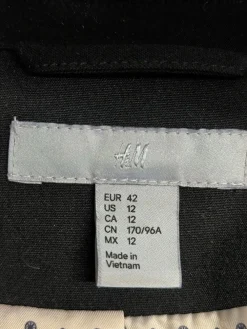 H&M
EUR 42
US 12
CA 12
CN 170/96A
MX 12
Made in
Vietnam